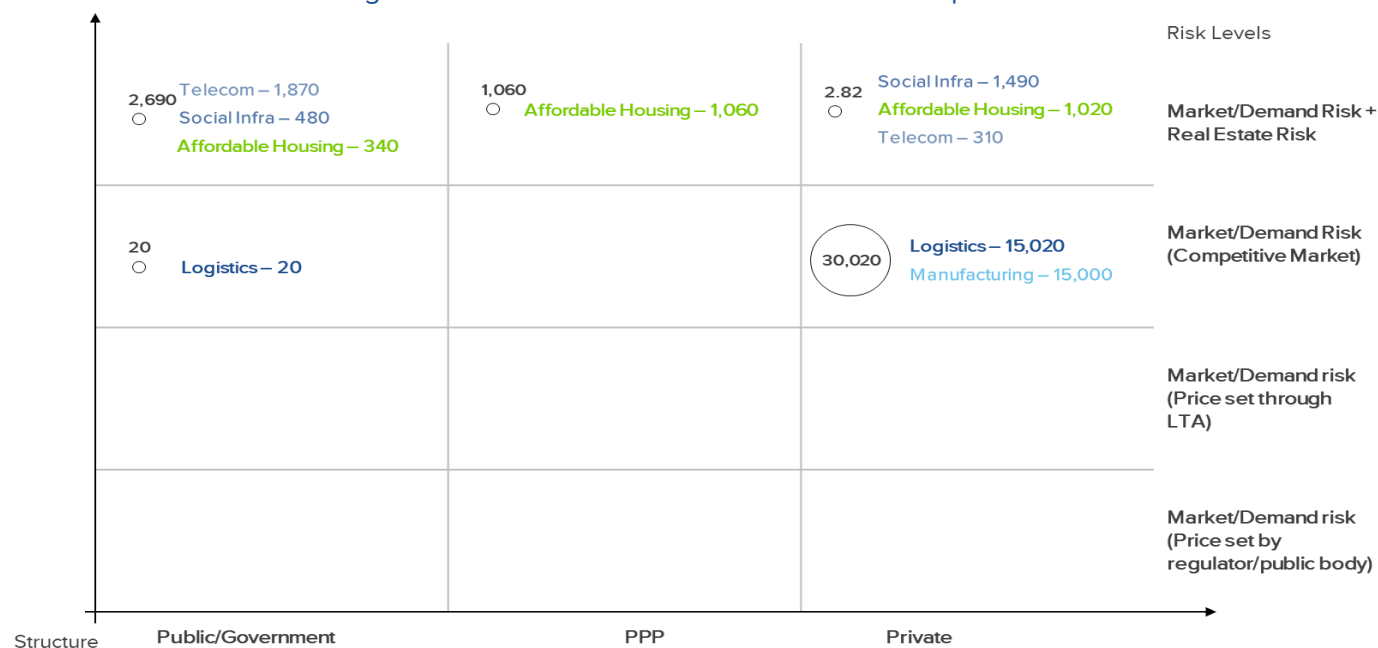 Risk Levels
2,690
Telecom – 1,870
Social Infra – 480
Affordable Housing – 340
1,060
Affordable Housing – 1,060
2.82
Social Infra – 1,490
Affordable Housing – 1,020
Telecom – 310
Market/Demand Risk +
Real Estate Risk
20
Logistics – 20
30,020
Logistics – 15,020
Manufacturing – 15,000
Market/Demand Risk
(Competitive Market)
Market/Demand risk
(Price set through
LTA)
Market/Demand risk
(Price set by
regulator/public body)
Structure
Public/Government
PPP
Private